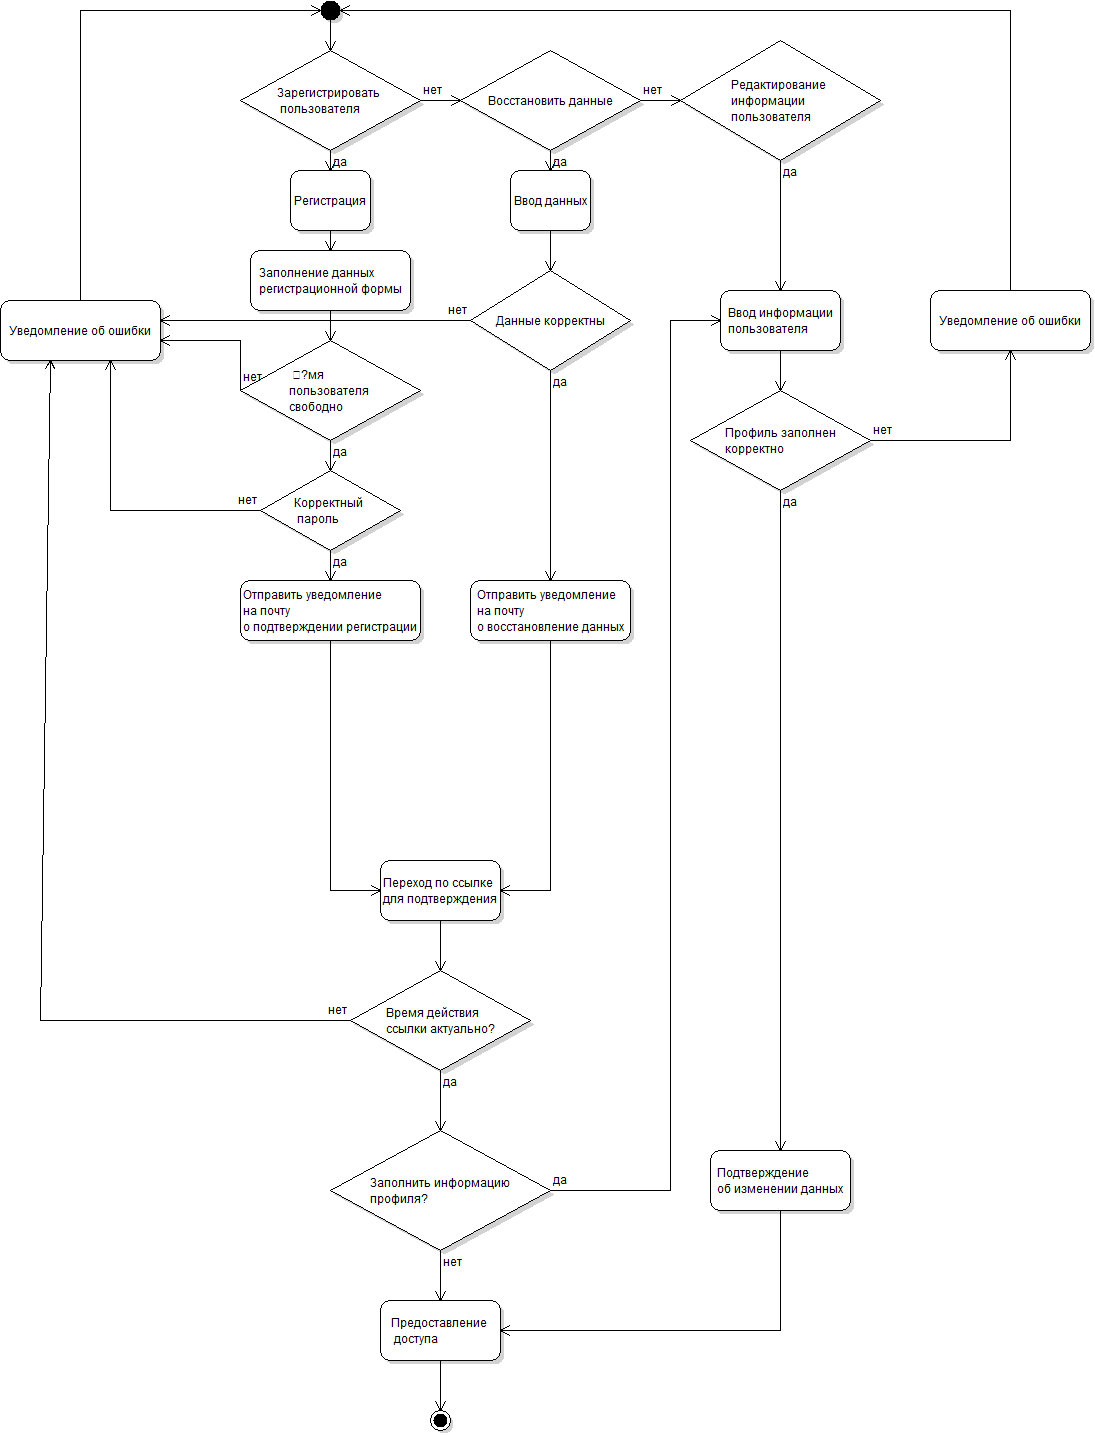 Зарегистрировать
пользователя
нет
Восстановить данные
нет
Редактирование
информации
пользователя
да
да
да
Регистрация
Ввод данных
Заполнение данных
регистрационной формы
Уведомление об ошибки
нет
Данные корректны
Ввод информации
пользователя
Уведомление об ошибки
нет
?мя
пользователя
свободно
да
да
Профиль заполнен
корректно
нет
да
нет
Корректный
пароль
да
Отправить уведомление
на почту
о подтверждении регистрации
Отправить уведомление
на почту
о восстановление данных
Переход по ссылке
для подтверждения
нет
Время действия
ссылки актуально?
да
Заполнить информацию
профиля?
да
Подтверждение
об изменении данных
нет
Предоставление
доступа